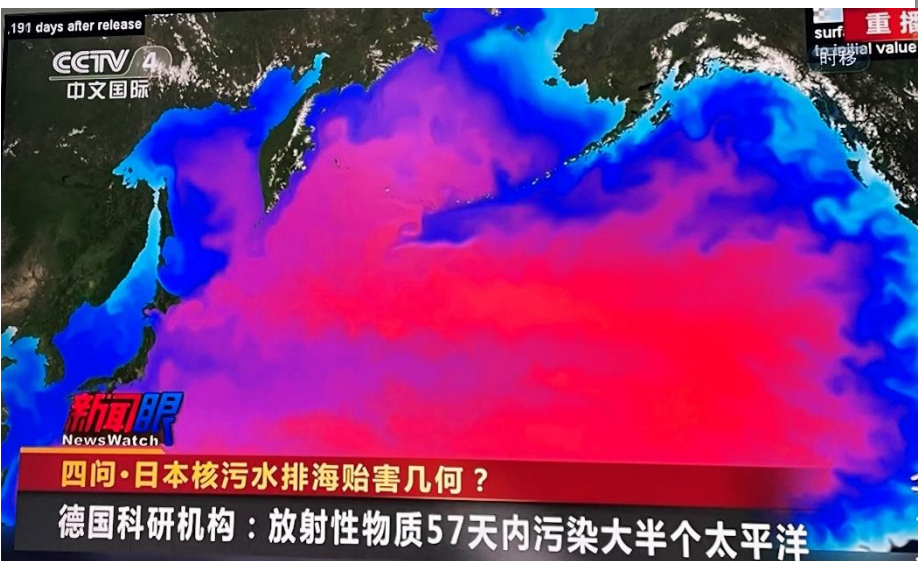 191 days after release
重播
surf
to initial value
时移
CCTV 4
中文国际
新闻眼
NewsWatch
四问·日本核污水排海贻害几何？
德国科研机构：放射性物质57天内污染大半个太平洋